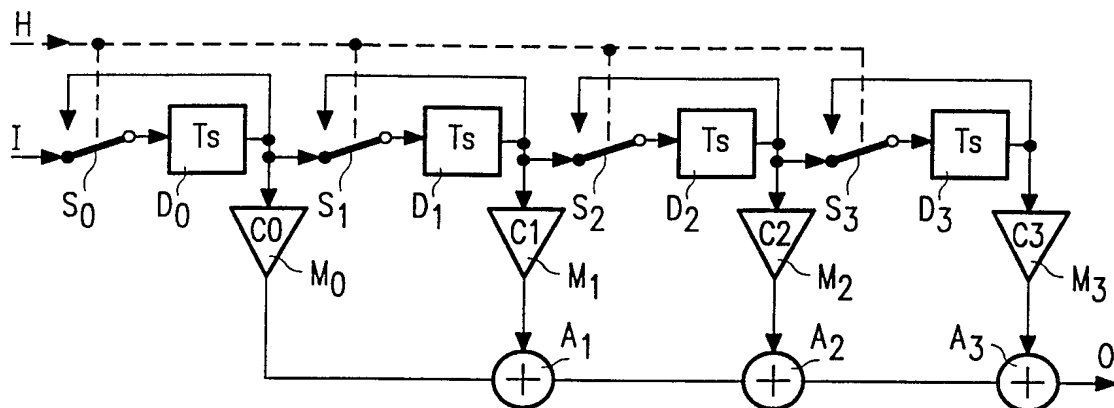 H
I
Ts Ts Ts Ts
S0 D0 S1 D1 S2 D2 S3 D3
C0 C1 C2 C3
M0 M1 M2 M3
A1 A2 A3 O
+ + +